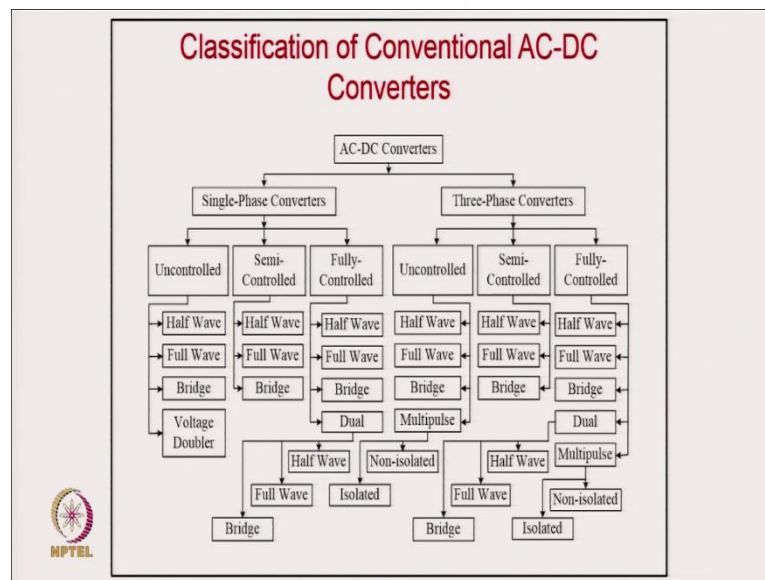 Classification of Conventional AC-DC
Converters
AC-DC Converters
Single-Phase Converters
Three-Phase Converters
Uncontrolled
Semi-
Controlled
Fully-
Controlled
Uncontrolled
Semi-
Controlled
Fully-
Controlled
Half Wave
Half Wave
Half Wave
Half Wave
Half Wave
Half Wave
Full Wave
Full Wave
Full Wave
Full Wave
Full Wave
Full Wave
Bridge
Bridge
Bridge
Bridge
Bridge
Bridge
Voltage
Doubler
Dual
Multipulse
Dual
Multipulse
Half Wave
Non-isolated
Half Wave
Full Wave
Isolated
Full Wave
Non-isolated
Bridge
Bridge
Isolated
NPTEL